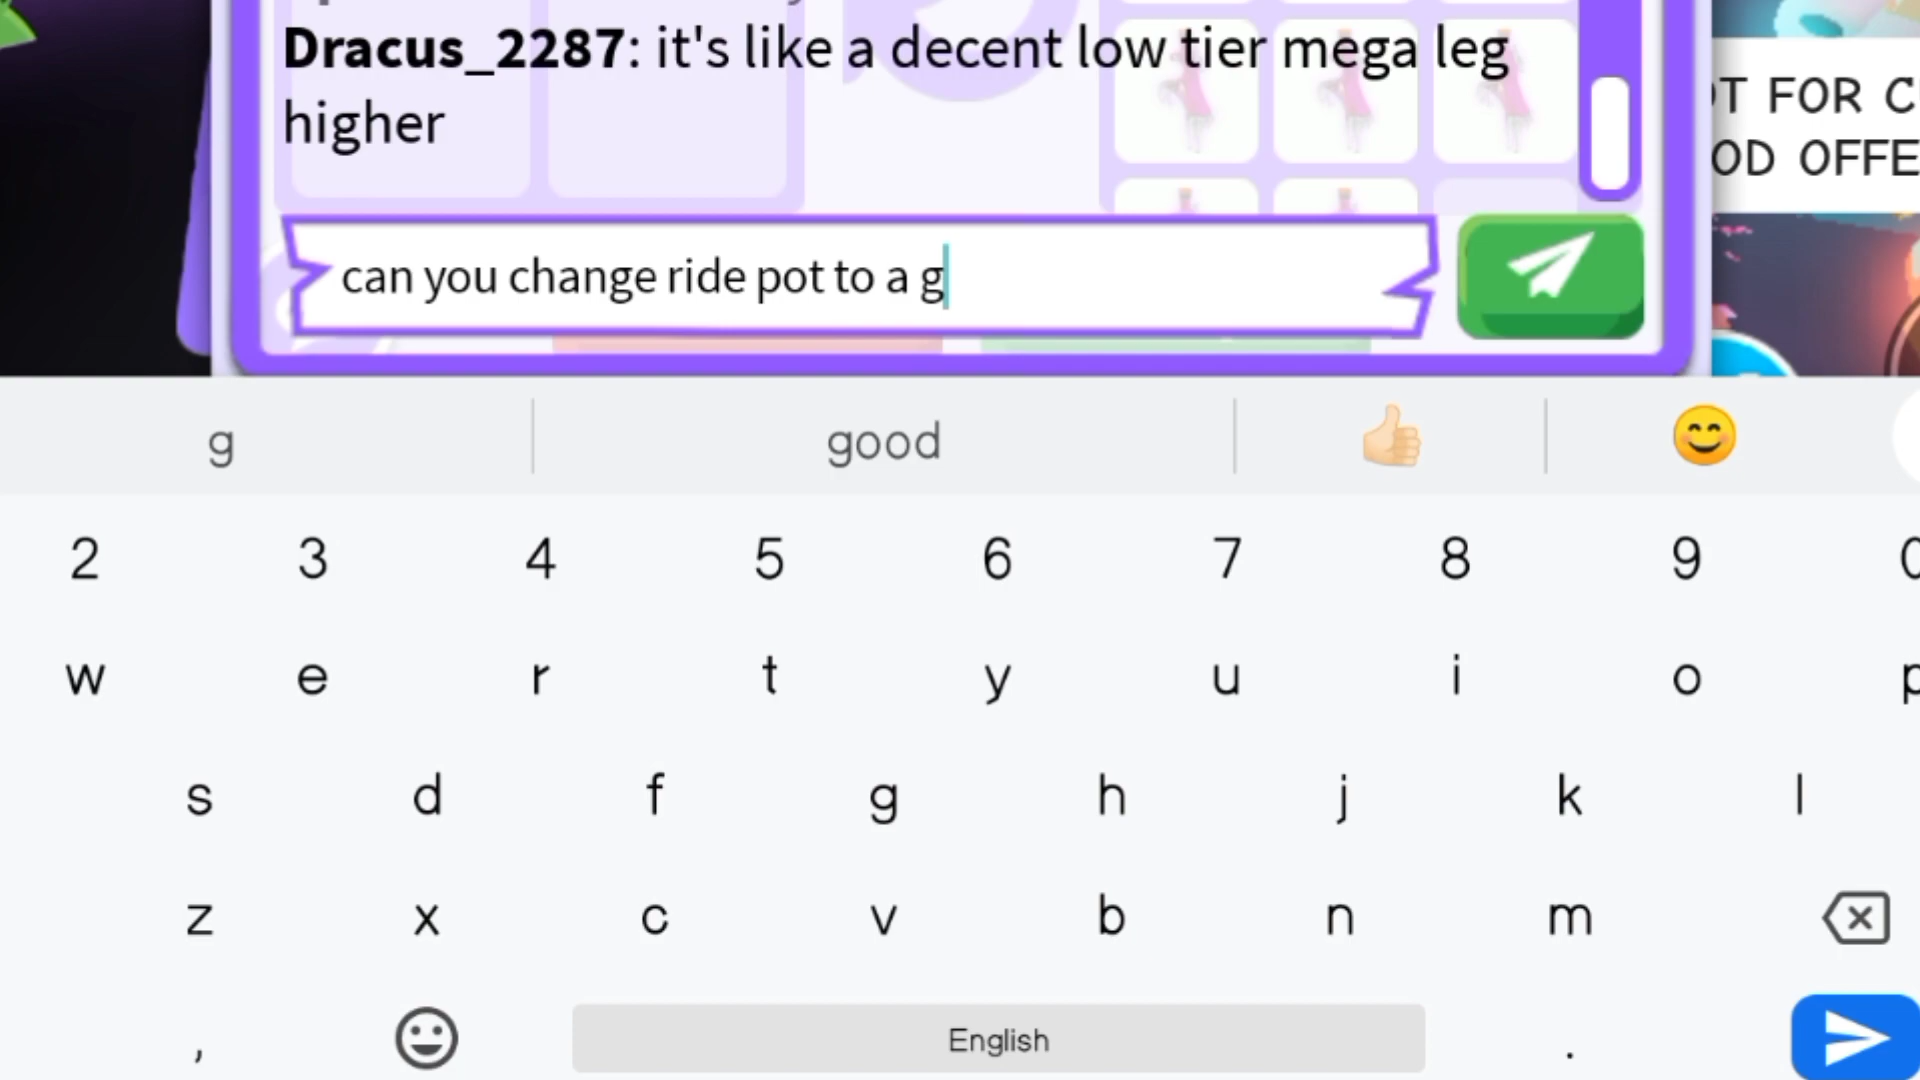 Dracus_2287: it's like a decent low tier mega leg
higher
T FOR C
OD OFFE
can you change ride pot to a g
g good 👍🏻 😊
2 3 4 5 6 7 8 9 0
w e r t y u i o p
s d f g h j k l
z x c v b n m
, English .